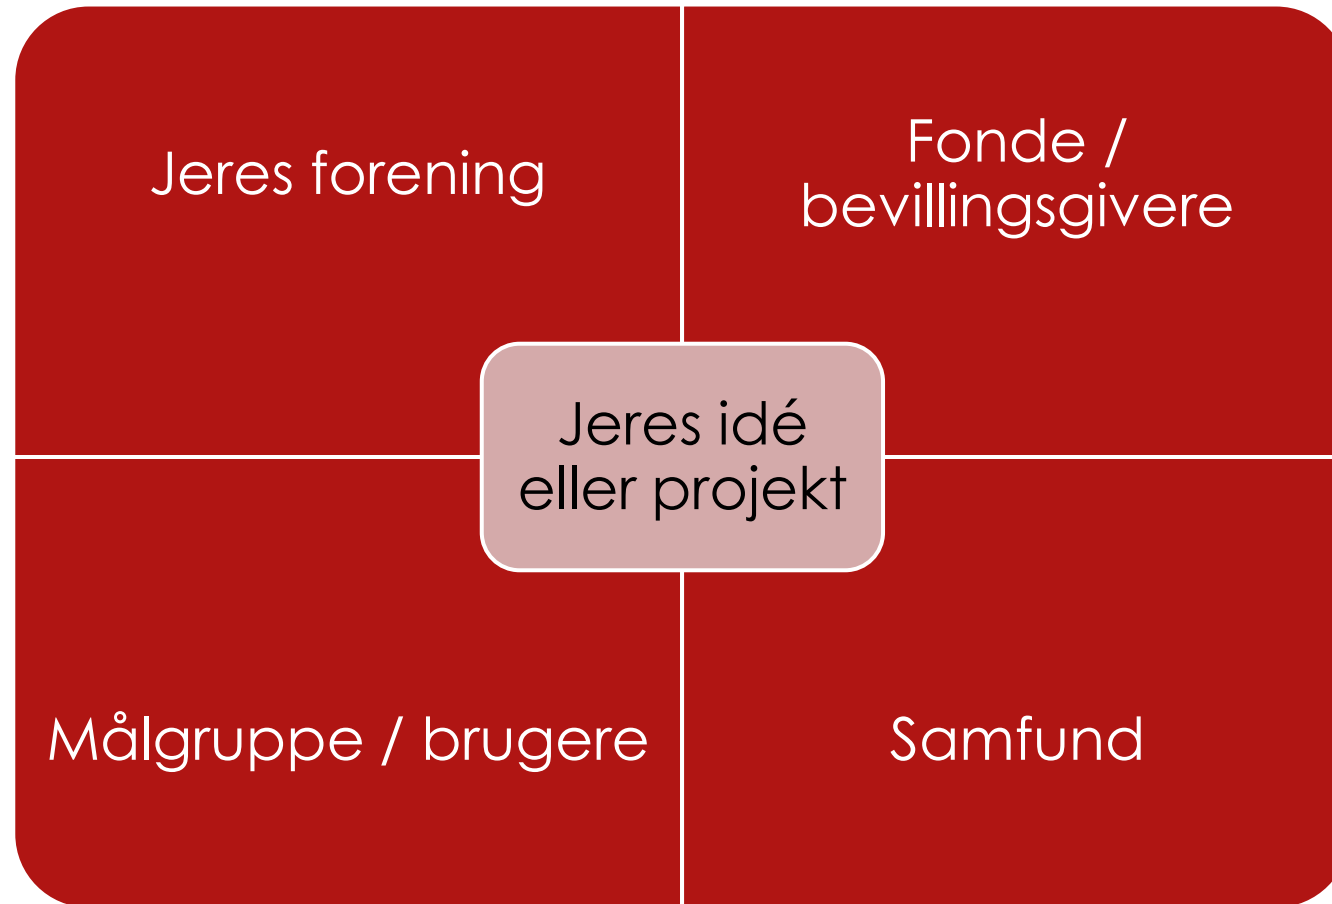 Jeres forening
Fonde /
bevillingsgivere
Jeres idé
eller projekt
Målgruppe / brugere
Samfund